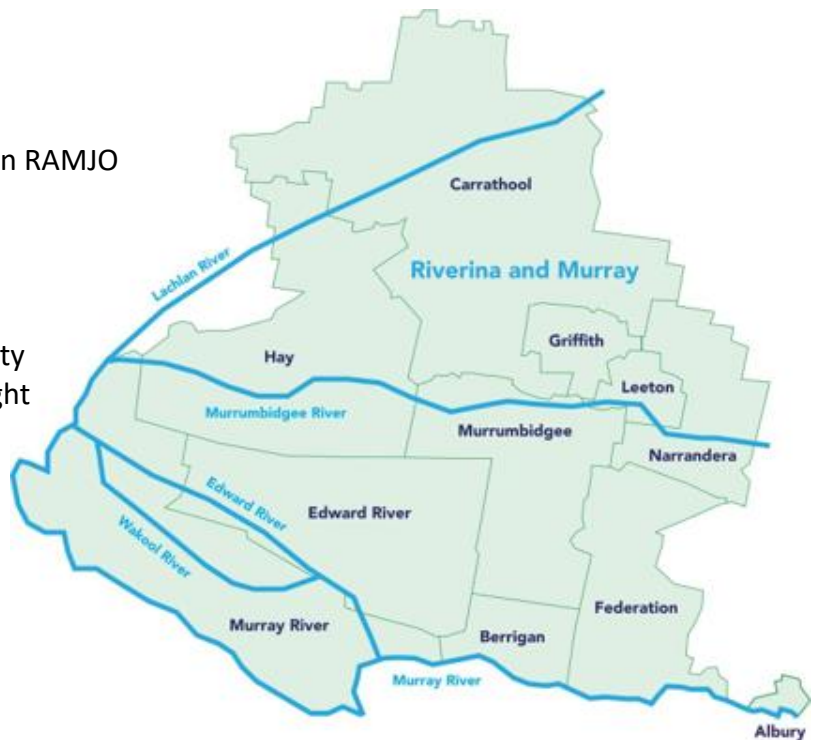 n RAMJO
ty
ght
Carrathool
Lachlan River
Riverina and Murray
Griffith
Hay
Leeton
Murrumbidgee River
Murrumbidgee
Narrandera
Edward River
Edward River
Wakool River
Federation
Murray River
Berrigan
Murray River
Albury